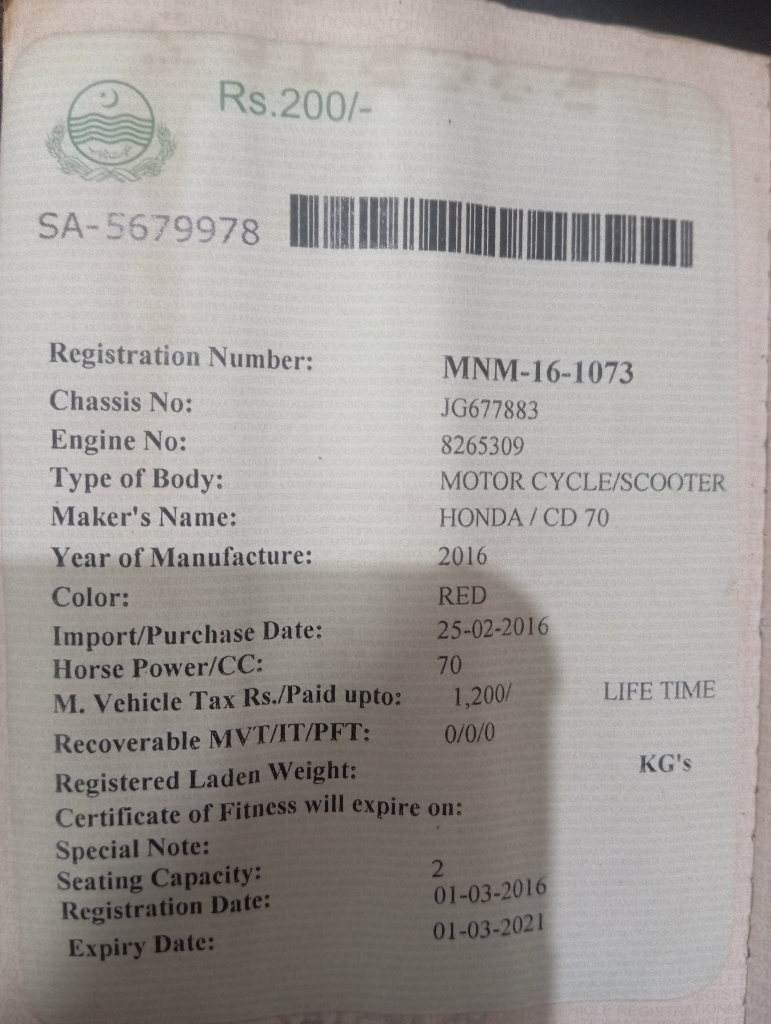 Rs.200/-
SA-5679978
Registration Number: MNM-16-1073
Chassis No: JG677883
Engine No: 8265309
Type of Body: MOTOR CYCLE/SCOOTER
Maker's Name: HONDA / CD 70
Year of Manufacture: 2016
Color: RED
Import/Purchase Date: 25-02-2016
Horse Power/CC: 70
M. Vehicle Tax Rs./Paid upto: 1,200/ LIFE TIME
Recoverable MVT/IT/PFT: 0/0/0
Registered Laden Weight: KG's
Certificate of Fitness will expire on:
Special Note:
Seating Capacity: 2
Registration Date: 01-03-2016
Expiry Date: 01-03-2021